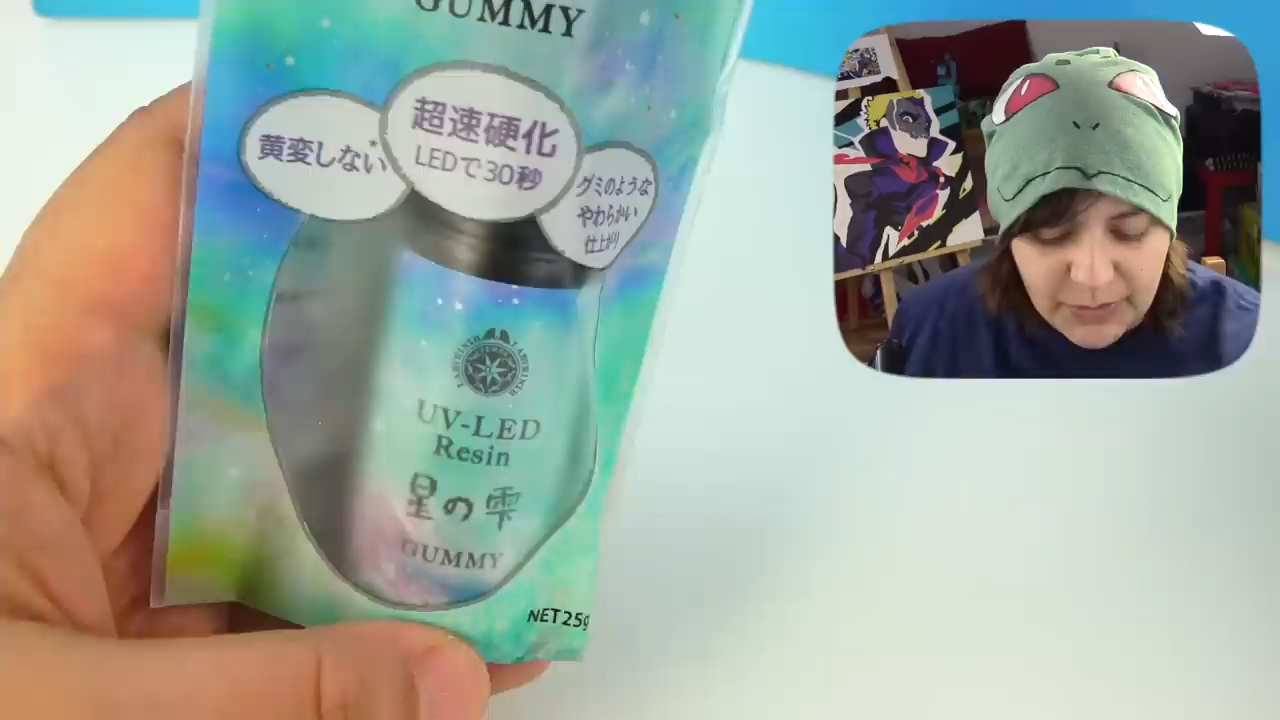 GUMMY
黄変しない*
超速硬化
LEDで30秒
グミのような
やわらかい
仕上がり
LABYRINTH LABYRINTH
UV-LED
Resin
星の雫
GUMMY
NET25g